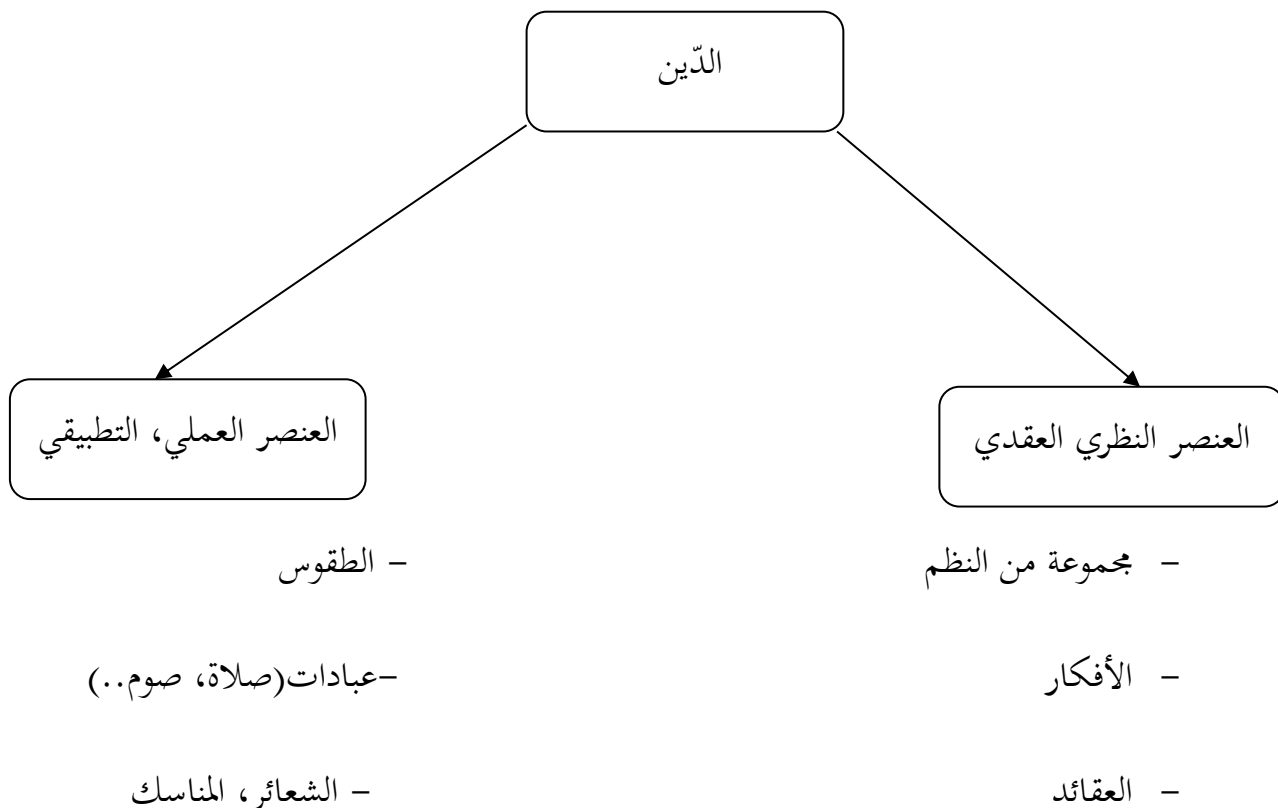 الدّين
العنصر النظري العقدي
العنصر العملي، التطبيقي
– مجموعة من النظم
– الطقوس
– الأفكار
–عبادات(صلاة، صوم..)
– العقائد
– الشعائر، المناسك